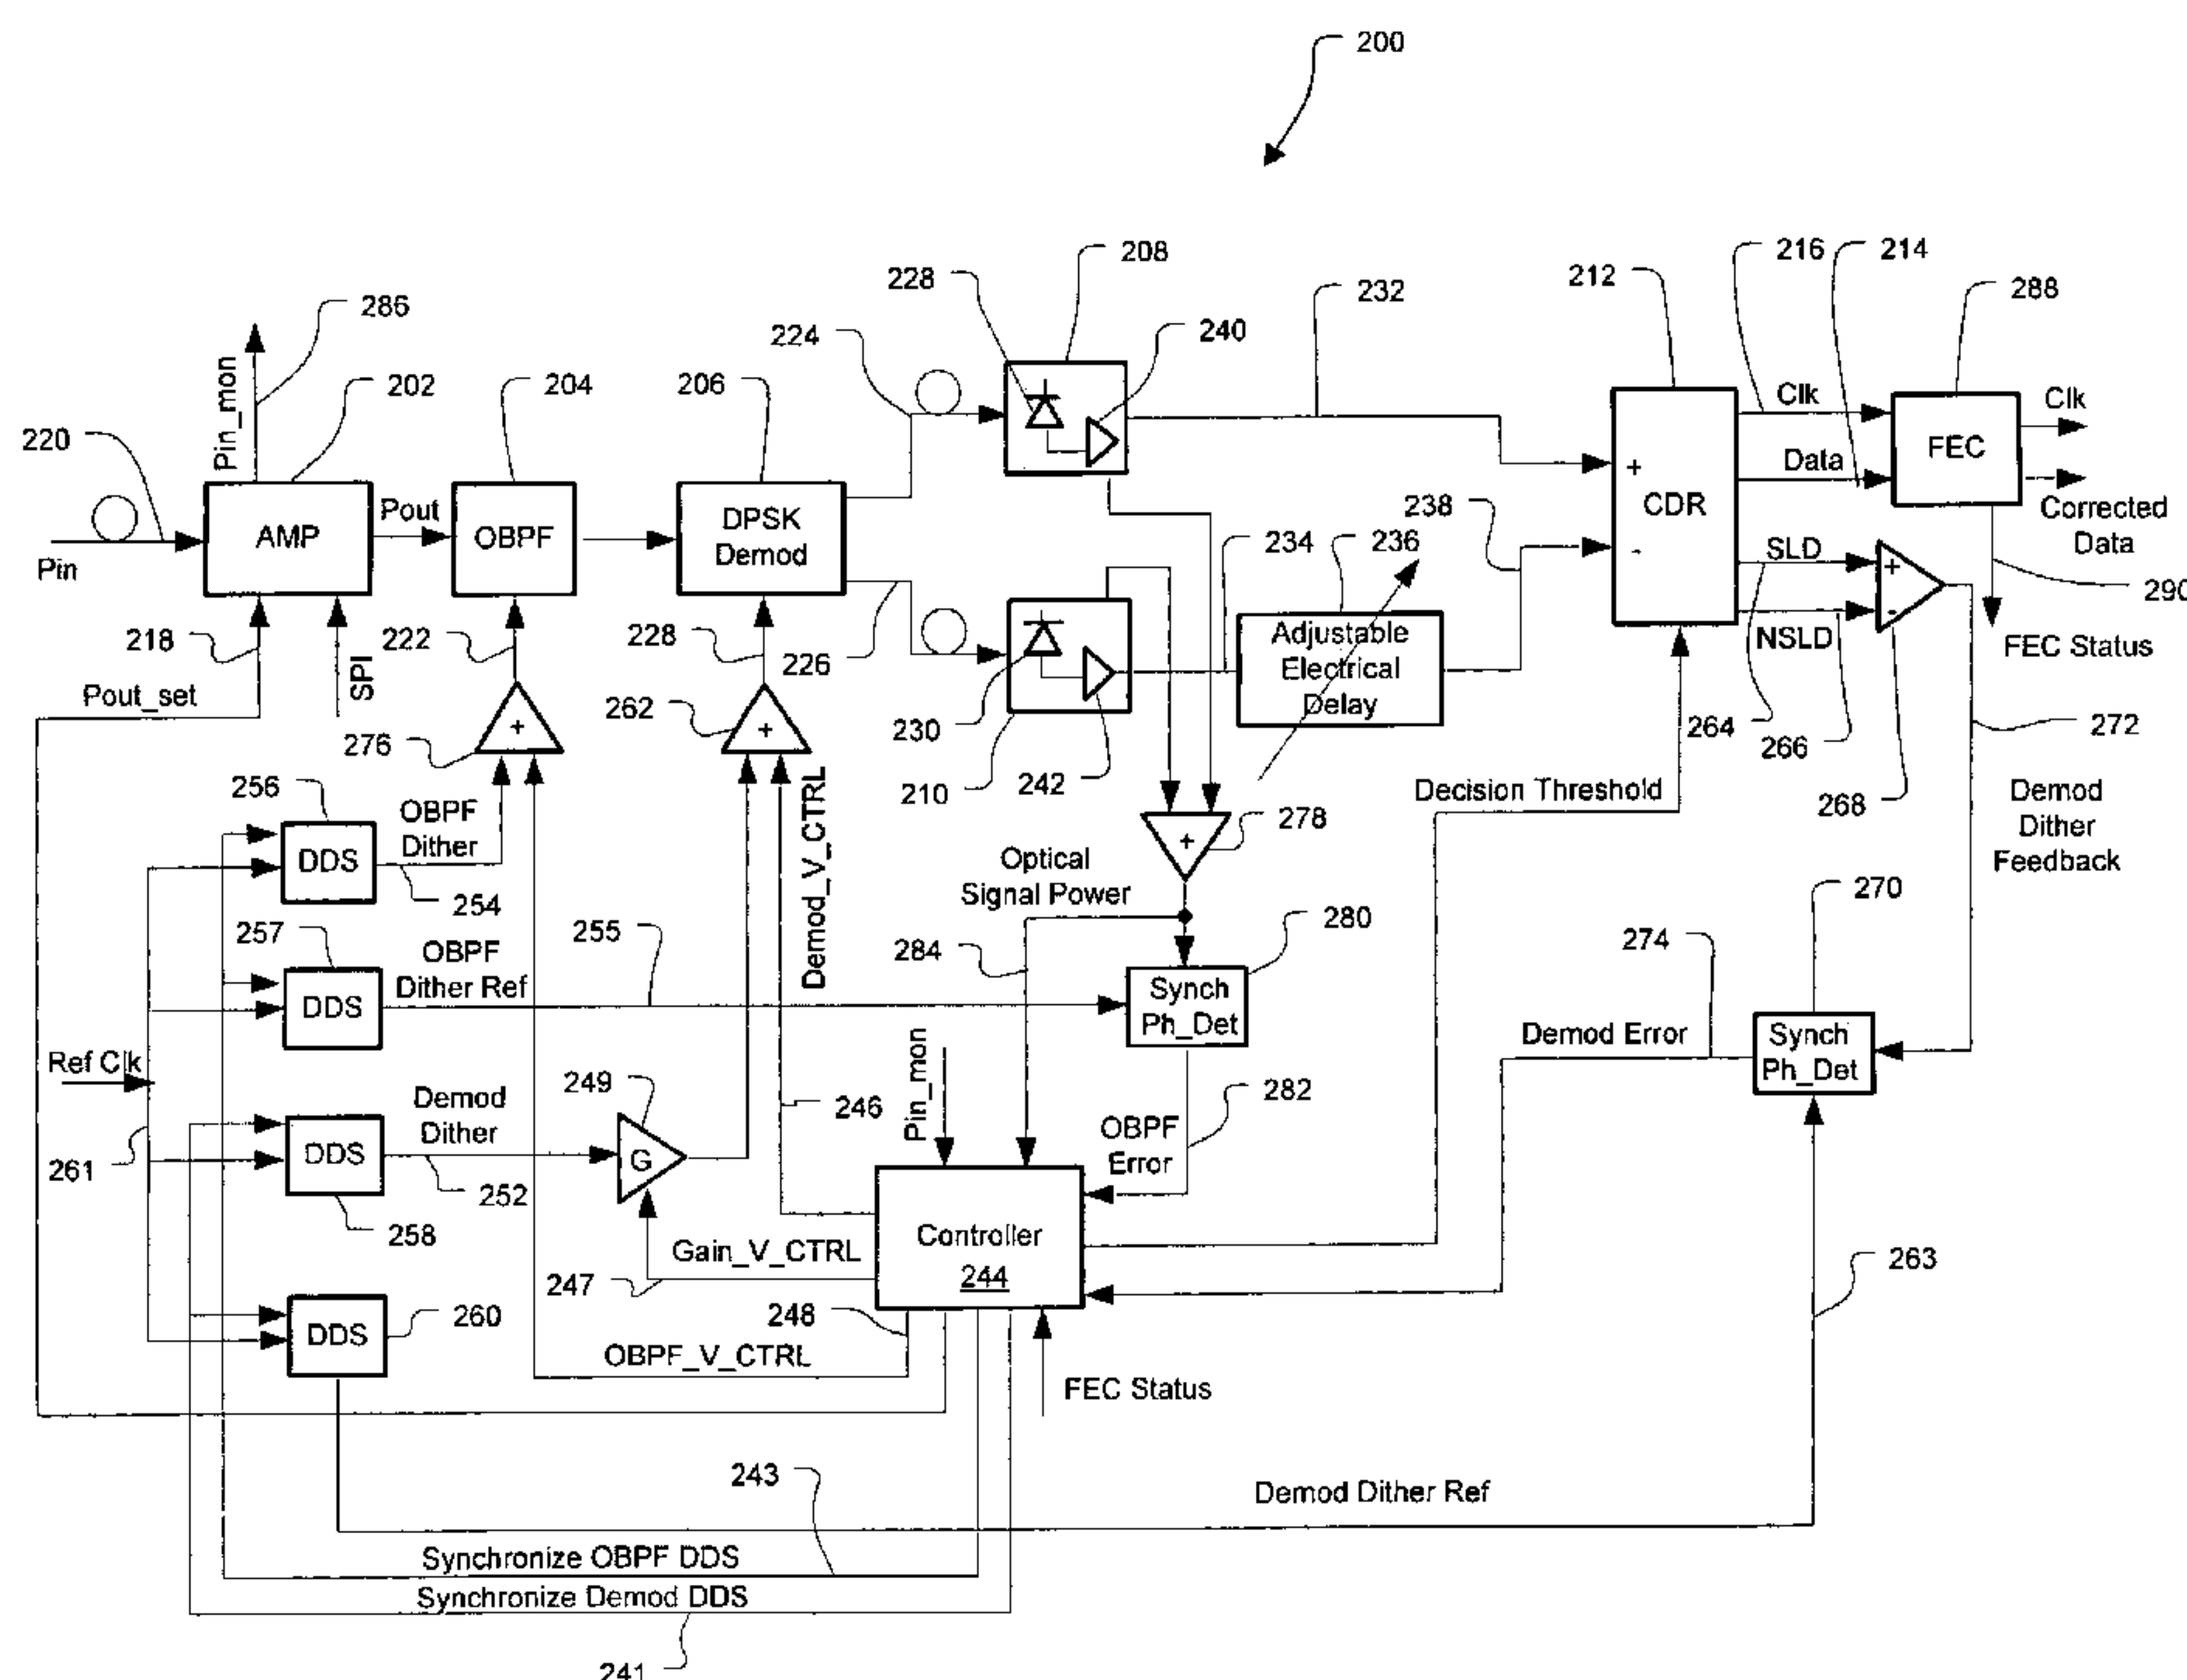 200
208
228
216
214
212
288
286
240
232
224
Pin_mon
202
204
206
Clk
Clk
220
FEC
Data
+
CDR
Pout
DPSK
Demod
AMP
OBPF
238
234
236
-
Corrected
Data
SLD
+
-
NSLD
290
Pin
218
222
228
226
Adjustable
Electrical
Delay
FEC Status
SPI
Pout_set
262
264
266
272
276
+
+
230
210
242
268
256
OBPF
Dither
Demod_V_CTRL
Decision Threshold
Demod
Dither
Feedback
DDS
278
+
Optical
Signal Power
254
270
257
OBPF
Dither Ref
255
284
280
274
DDS
Synch
Ph_Det
Demod Error
Synch
Ph_Det
Ref Clk
249
Pin_mon
282
Demod
Dither
246
OBPF
Error
DDS
G
261
252
258
Controller
244
Gain_V_CTRL
247
263
248
DDS
260
OBPF_V_CTRL
FEC Status
243
Demod Dither Ref
Synchronize OBPF DDS
Synchronize Demod DDS
241